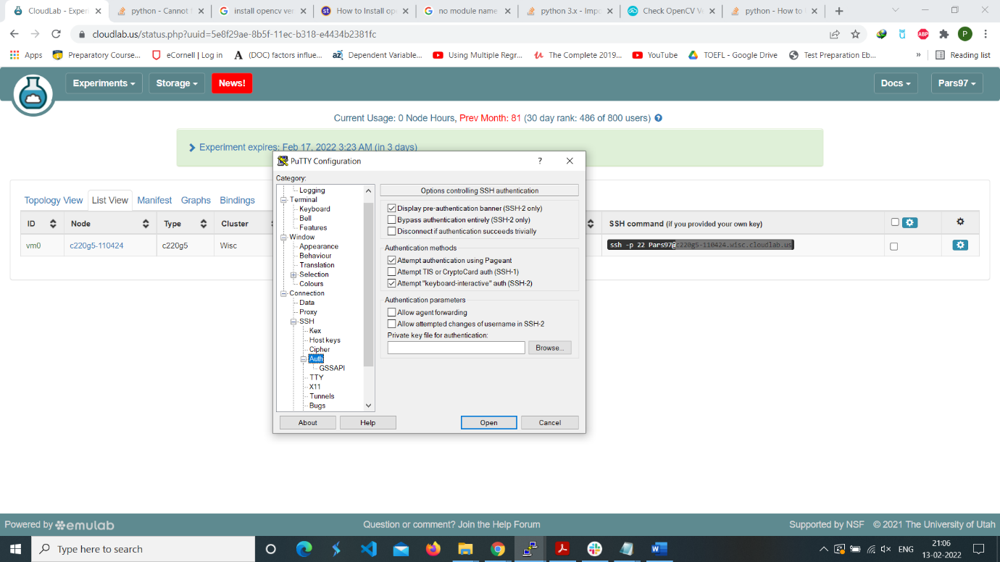 CloudLab - Experi
python - Cannot f
install opencv ver
How to Install ope
no module name
python 3.x - Impo
Check OpenCV Ve
python - How to f
cloudlab.us/status.php?uuid=5e8f29ae-8b5f-11ec-b318-e4434b2381fc
P
Apps
Preparatory Course...
eCornell | Log in
(DOC) factors influe...
Dependent Variable...
Using Multiple Regr...
The Complete 2019...
YouTube
TOEFL - Google Drive
Test Preparation Eb...
»
Reading list
Experiments
Storage
News!
Docs
Pars97
Current Usage: 0 Node Hours, Prev Month: 81 (30 day rank: 486 of 800 users)
Experiment expires: Feb 17, 2022 3:23 AM (in 3 days)
Topology View
List View
Manifest
Graphs
Bindings
ID
Node
Type
Cluster
SSH command (if you provided your own key)
vm0
c220g5-110424
c220g5
Wisc
ssh -p 22 Pars97@c220g5-110424.wisc.cloudlab.us
PuTTY Configuration
?
Category:
Logging
Terminal
Keyboard
Bell
Features
Window
Appearance
Behaviour
Translation
Selection
Colours
Connection
Data
Proxy
SSH
Kex
Host keys
Cipher
Auth
GSSAPI
TTY
X11
Tunnels
Bugs
Options controlling SSH authentication
Display pre-authentication banner (SSH-2 only)
Bypass authentication entirely (SSH-2 only)
Disconnect if authentication succeeds trivially
Authentication methods
Attempt authentication using Pageant
Attempt TIS or CryptoCard auth (SSH-1)
Attempt "keyboard-interactive" auth (SSH-2)
Authentication parameters
Allow agent forwarding
Allow attempted changes of username in SSH-2
Private key file for authentication:
Browse...
About
Help
Open
Cancel
Powered by emulab
Question or comment? Join the Help Forum
Supported by NSF © 2021 The University of Utah
Type here to search
ENG
21:06
13-02-2022